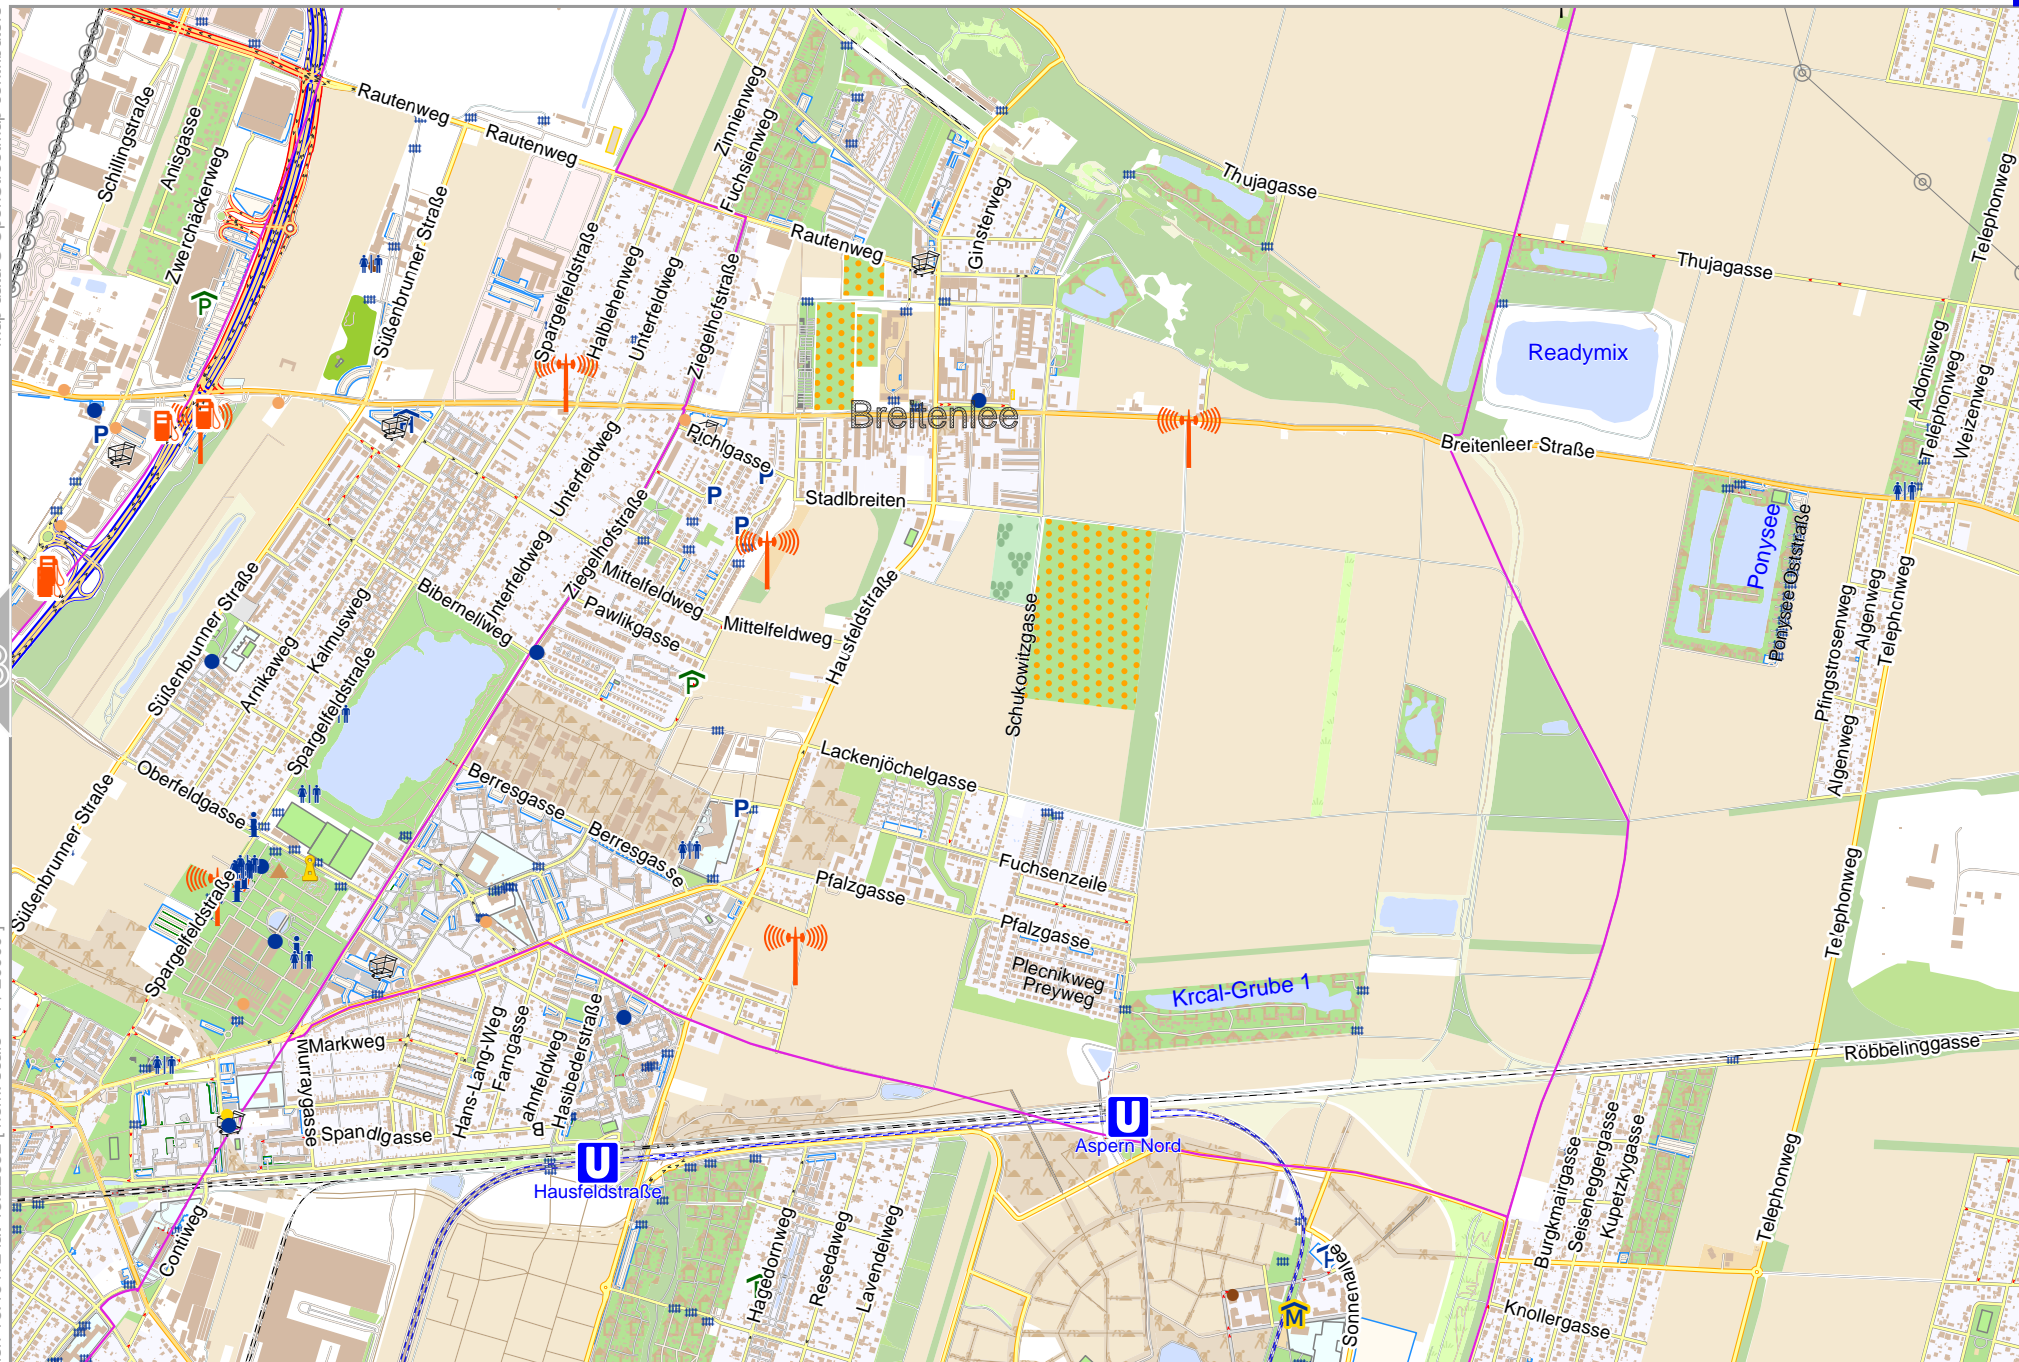 Rautenweg
Rautenweg
Zinnienweg
Fuchsienweg
Schillingstraße
Anisgasse
Zwerchäckerweg
Süßenbrunner Straße
Spargelfeldstraße
Halblehenweg
Unterfeldweg
Ziegelhofstraße
Rautenweg
Ginsterweg
Thujagasse
Thujagasse
Telephonweg
Readymix
Adonisweg
Telephonweg
Weizenweg
Breitenlee
Breitenleer Straße
Pichlgasse
P
P
P
P
P
Stadlbreiten
Unterfeldweg
Ziegelhofstraße
Unterfeldweg
Bibernellweg
Mittelfeldweg
Pawlikgasse
Mittelfeldweg
Hausfeldstraße
Schukowitzgasse
Ponysee
Ponysee-Oststraße
Pfingstrosenweg
Algenweg
Telephonweg
Algenweg
Süßenbrunner Straße
Arnikaweg
Kalmusweg
Spargelfeldstraße
P
Oberfeldgasse
Süßenbrunner Straße
Berresgasse
Berresgasse
P
Lackenjöchelgasse
Fuchsenzeile
Pfalzgasse
Pfalzgasse
Plecnikweg
Preyweg
Krcal-Grube 1
Telephonweg
Spargelfeldstraße
Markweg
Murraygasse
Spandlgasse
Hans-Lang-Weg
Farngasse
Bahnfeldweg
Hasibederstraße
Röbbelinggasse
U
Hausfeldstraße
U
Aspern Nord
Contiweg
Hagedornweg
Resedaweg
Lavendelweg
P
M
Sonnenallee
Burgkmairgasse
Seiseneggergasse
Kupetzkygasse
Telephonweg
Knollergasse